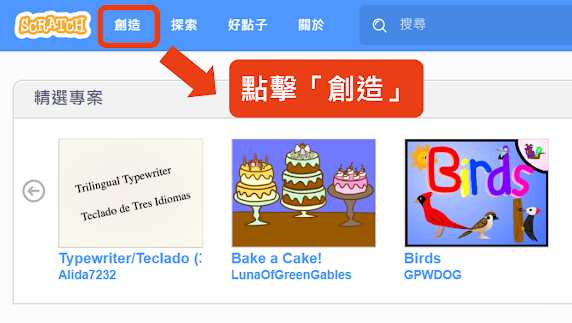 SCRATCH 創造 探索 好點子 關於 搜尋
點擊「創造」
精選專案
Trilingual Typewriter
Teclado de Tres Idiomas
Birds
Typewriter/Teclado (
Bake a Cake!
Birds
Alida7232
LunaOfGreenGables
GPWDOG